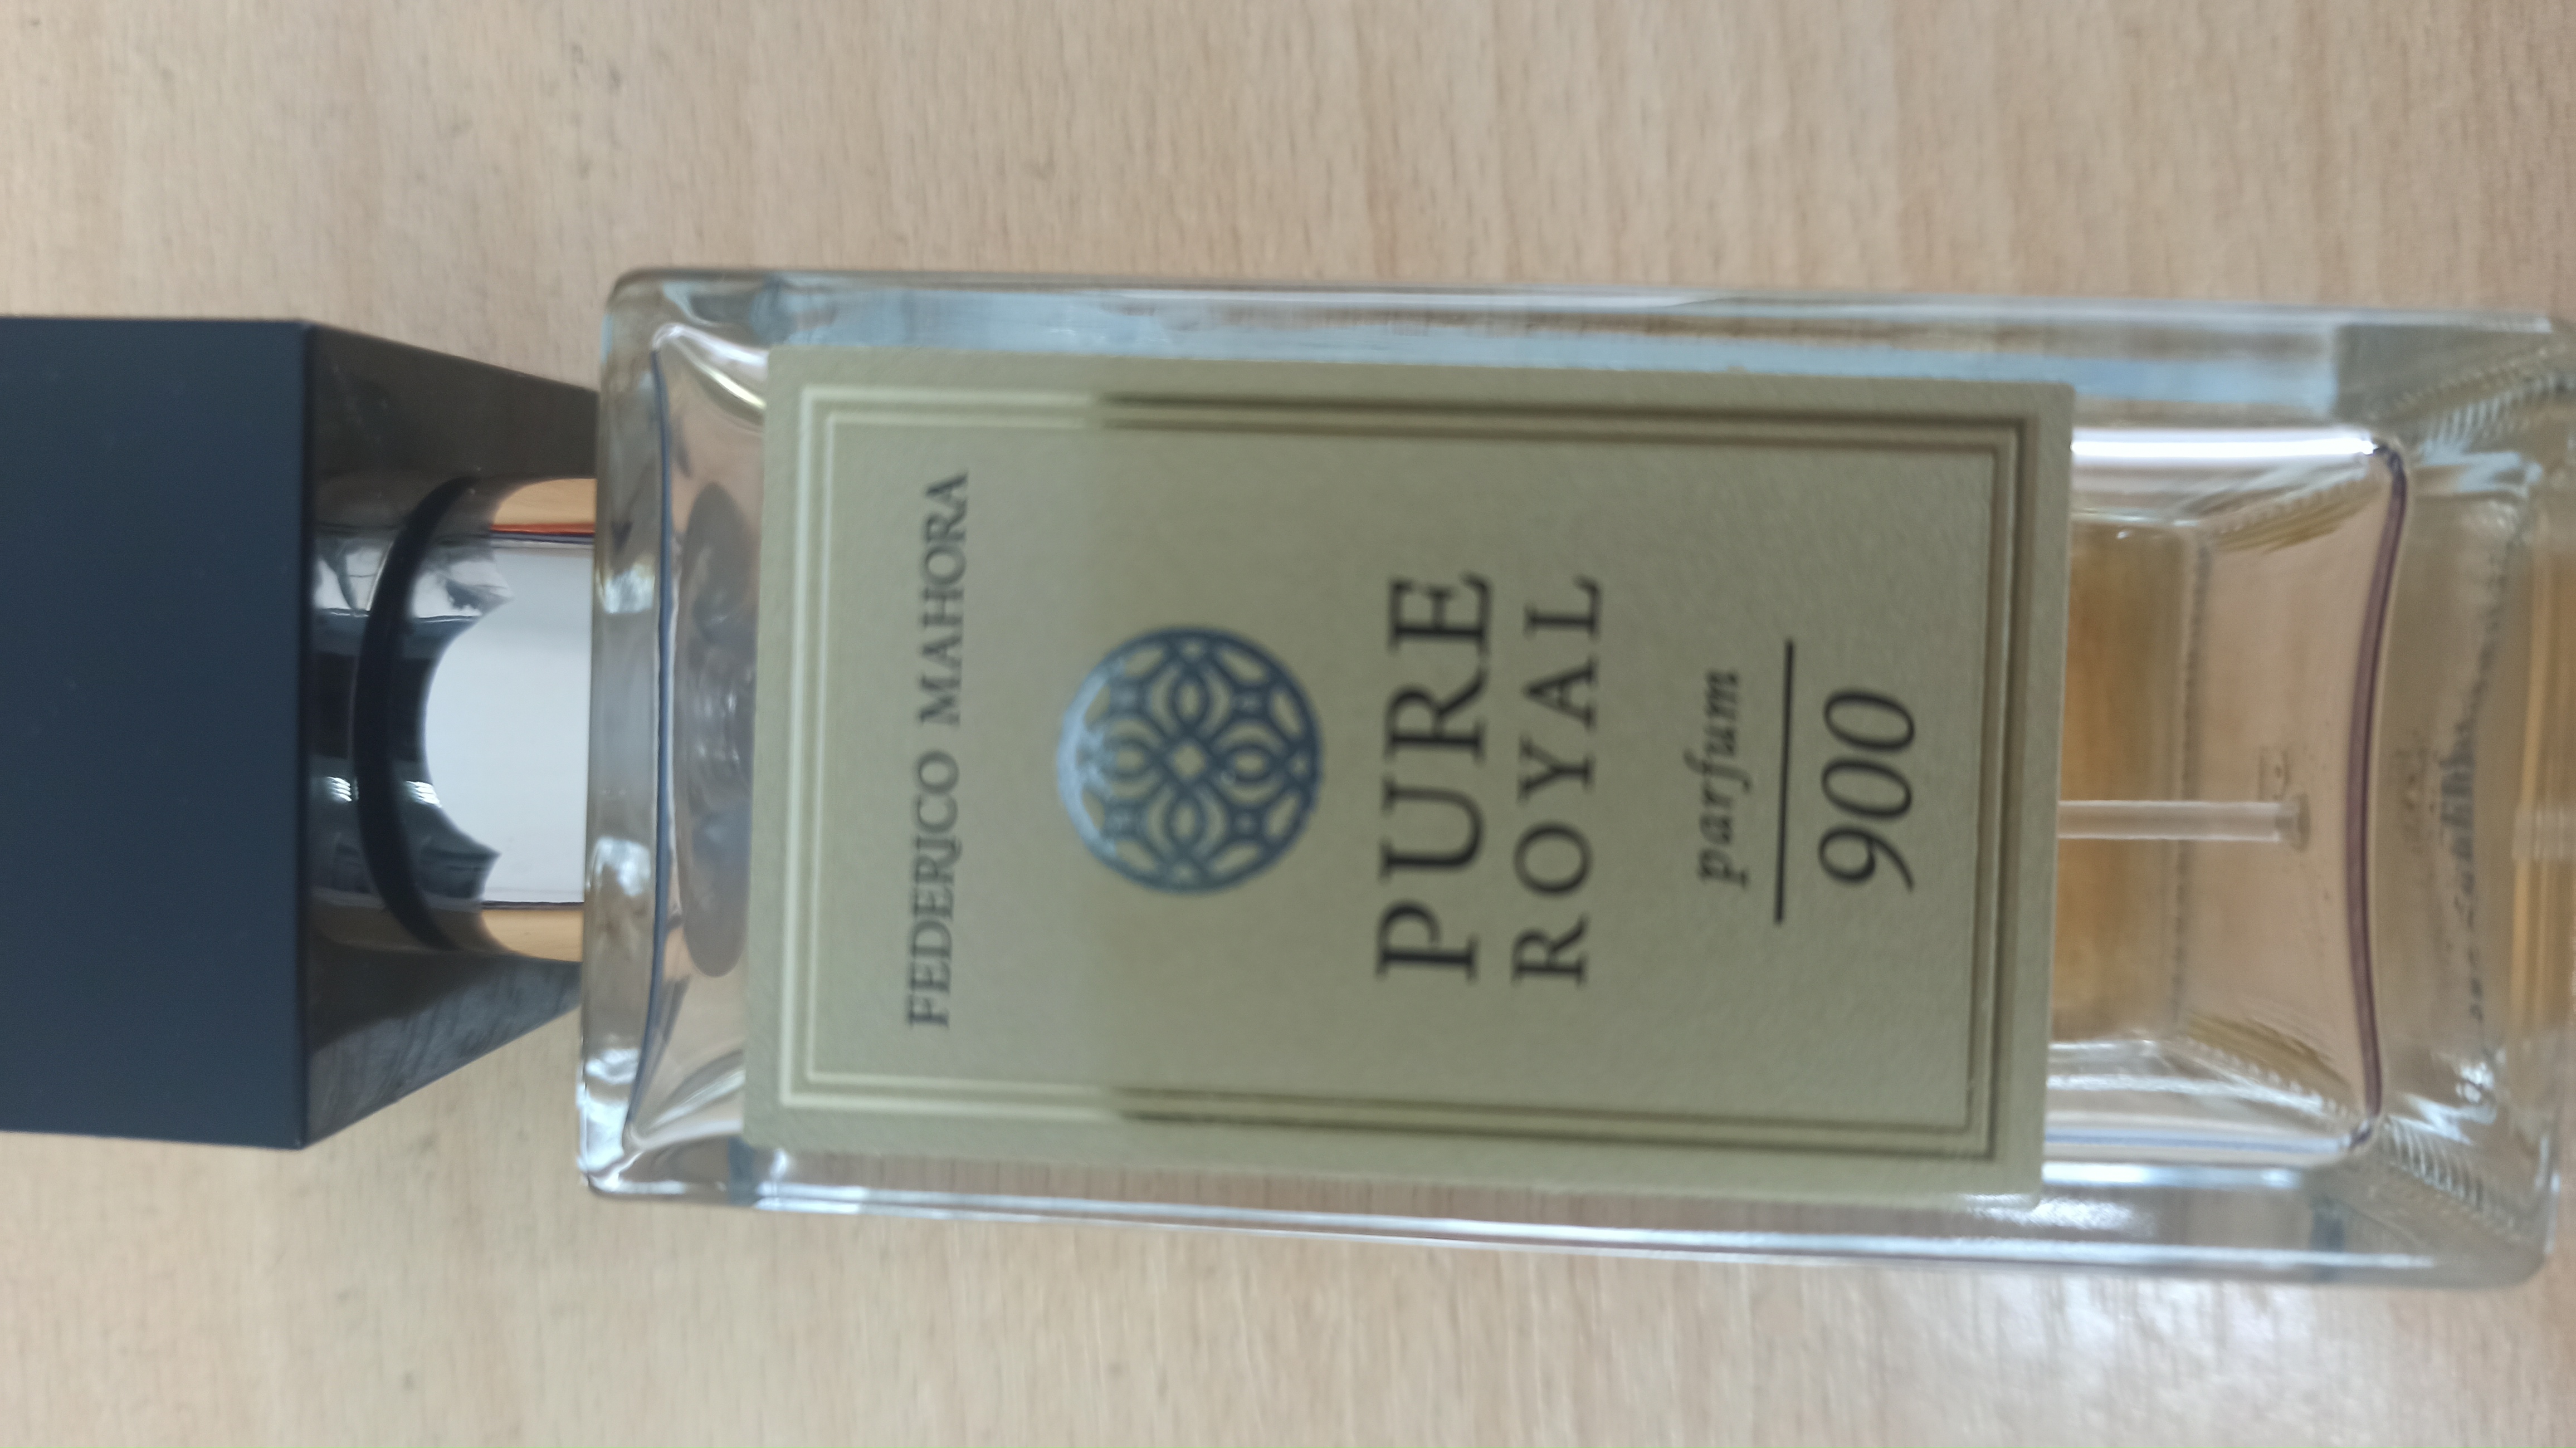 FEDERICO MAHORA
PURE
ROYAL
parfum
900